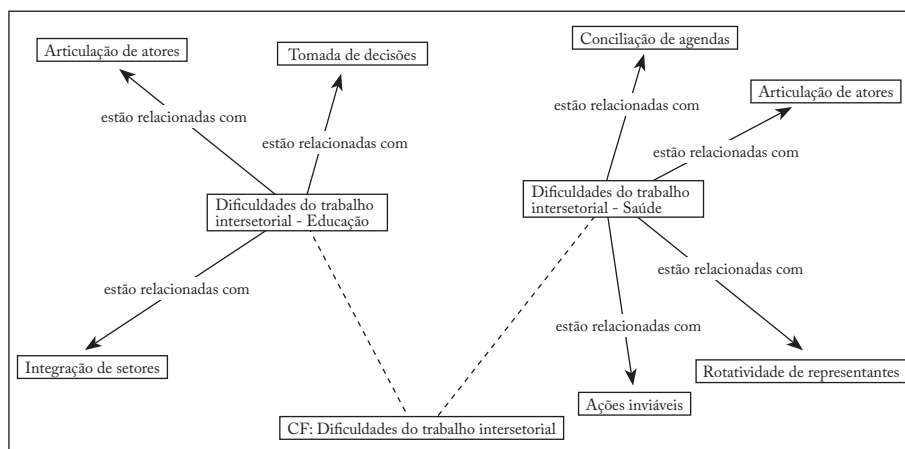 Articulação de atores
Tomada de decisões
Conciliação de agendas
Articulação de atores
estão relacionadas com
estão relacionadas com
estão relacionadas com
estão relacionadas com
Dificuldades do trabalho
intersetorial - Educação
Dificuldades do trabalho
intersetorial - Saúde
estão relacionadas com
estão relacionadas com
estão relacionadas com
Integração de setores
Rotatividade de representantes
Ações inviáveis
CF: Dificuldades do trabalho intersetorial